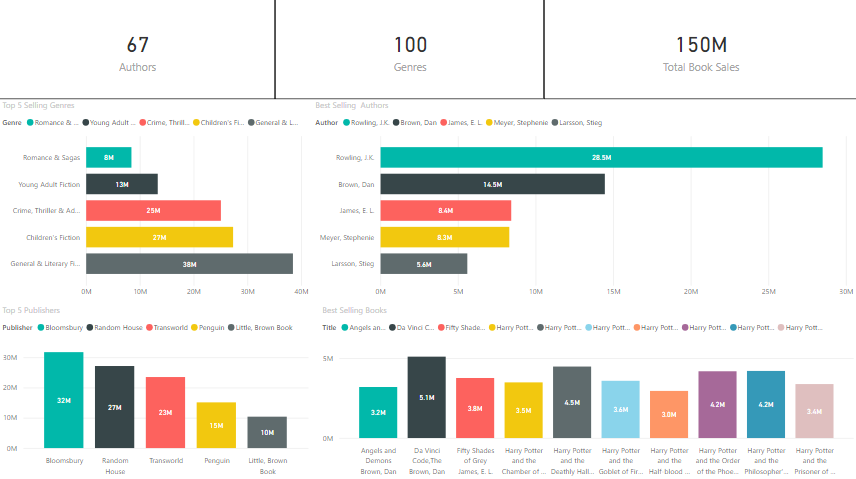 67
Authors
100
Genres
150M
Total Book Sales
Top 5 Selling Genres
Genre Romance & ... Young Adult ... Crime, Thrill... Children's Fi... General & L...
Romance & Sagas 8M
Young Adult Fiction 13M
Crime, Thriller & Ad... 25M
Children's Fiction 27M
General & Literary Fi... 38M
0M 10M 20M 30M 40M
Best Selling Authors
Author Rowling, J.K. Brown, Dan James, E. L. Meyer, Stephenie Larsson, Stieg
Rowling, J.K. 28.5M
Brown, Dan 14.5M
James, E. L. 8.4M
Meyer, Stephenie 8.3M
Larsson, Stieg 5.6M
0M 5M 10M 15M 20M 25M 30M
Top 5 Publishers
Publisher Bloomsbury Random House Transworld Penguin Little, Brown Book
30M
20M
10M
0M
32M 27M 23M 15M 10M
Bloomsbury Random Transworld Penguin Little, Brown
House Book
Best Selling Books
Title Angels an... Da Vinci C... Fifty Shade... Harry Pott... Harry Pott... Harry Pott... Harry Pott... Harry Pott... Harry Pott... Harry Pott...
5M
0M
3.2M 5.1M 3.8M 3.5M 4.5M 3.6M 3.0M 4.2M 4.2M 3.4M
Angels and Da Vinci Fifty Shades Harry Potter Harry Potter Harry Potter Harry Potter Harry Potter Harry Potter Harry Potter
Demons Code,The of Grey and the and the and the and the and the Order and the and the
Brown, Dan Brown, Dan James, E. L. Chamber of ... Deathly Hall... Goblet of Fir... Half-blood ... of the Phoe... Philosopher'... Prisoner of ...